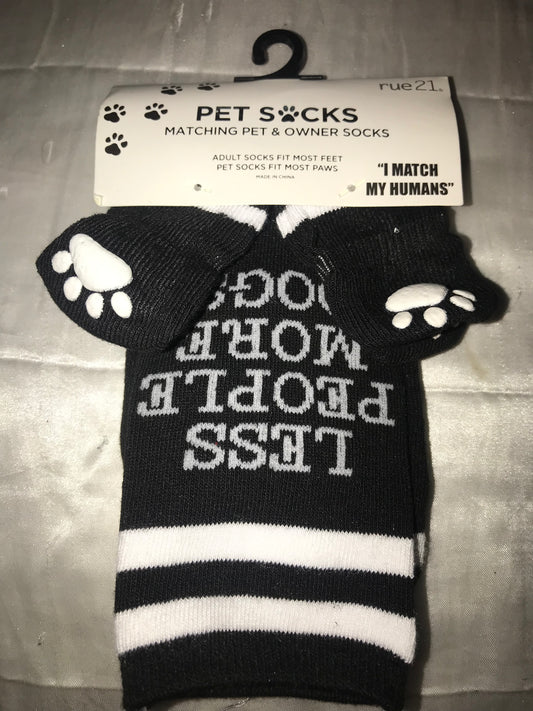 rue21®
PET SOCKS
MATCHING PET & OWNER SOCKS
ADULT SOCKS FIT MOST FEET
PET SOCKS FIT MOST PAWS
MADE IN CHINA
"I MATCH
MY HUMANS"
LESS
PEOPLE
MORE
DOGS